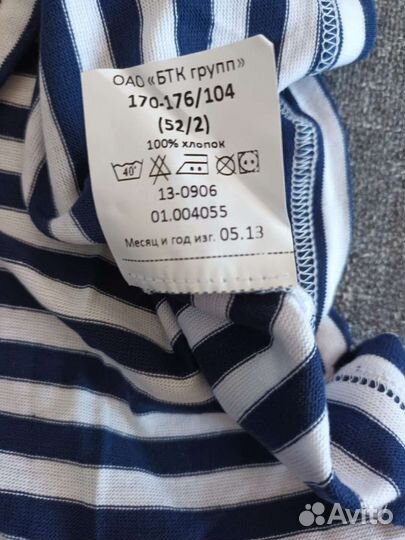 ОАО «БТК групп»
170-176/104
(52/2)
100% хлопок
40°
13-0906
01.004055
Месяц и год изг. 05.13
Avito